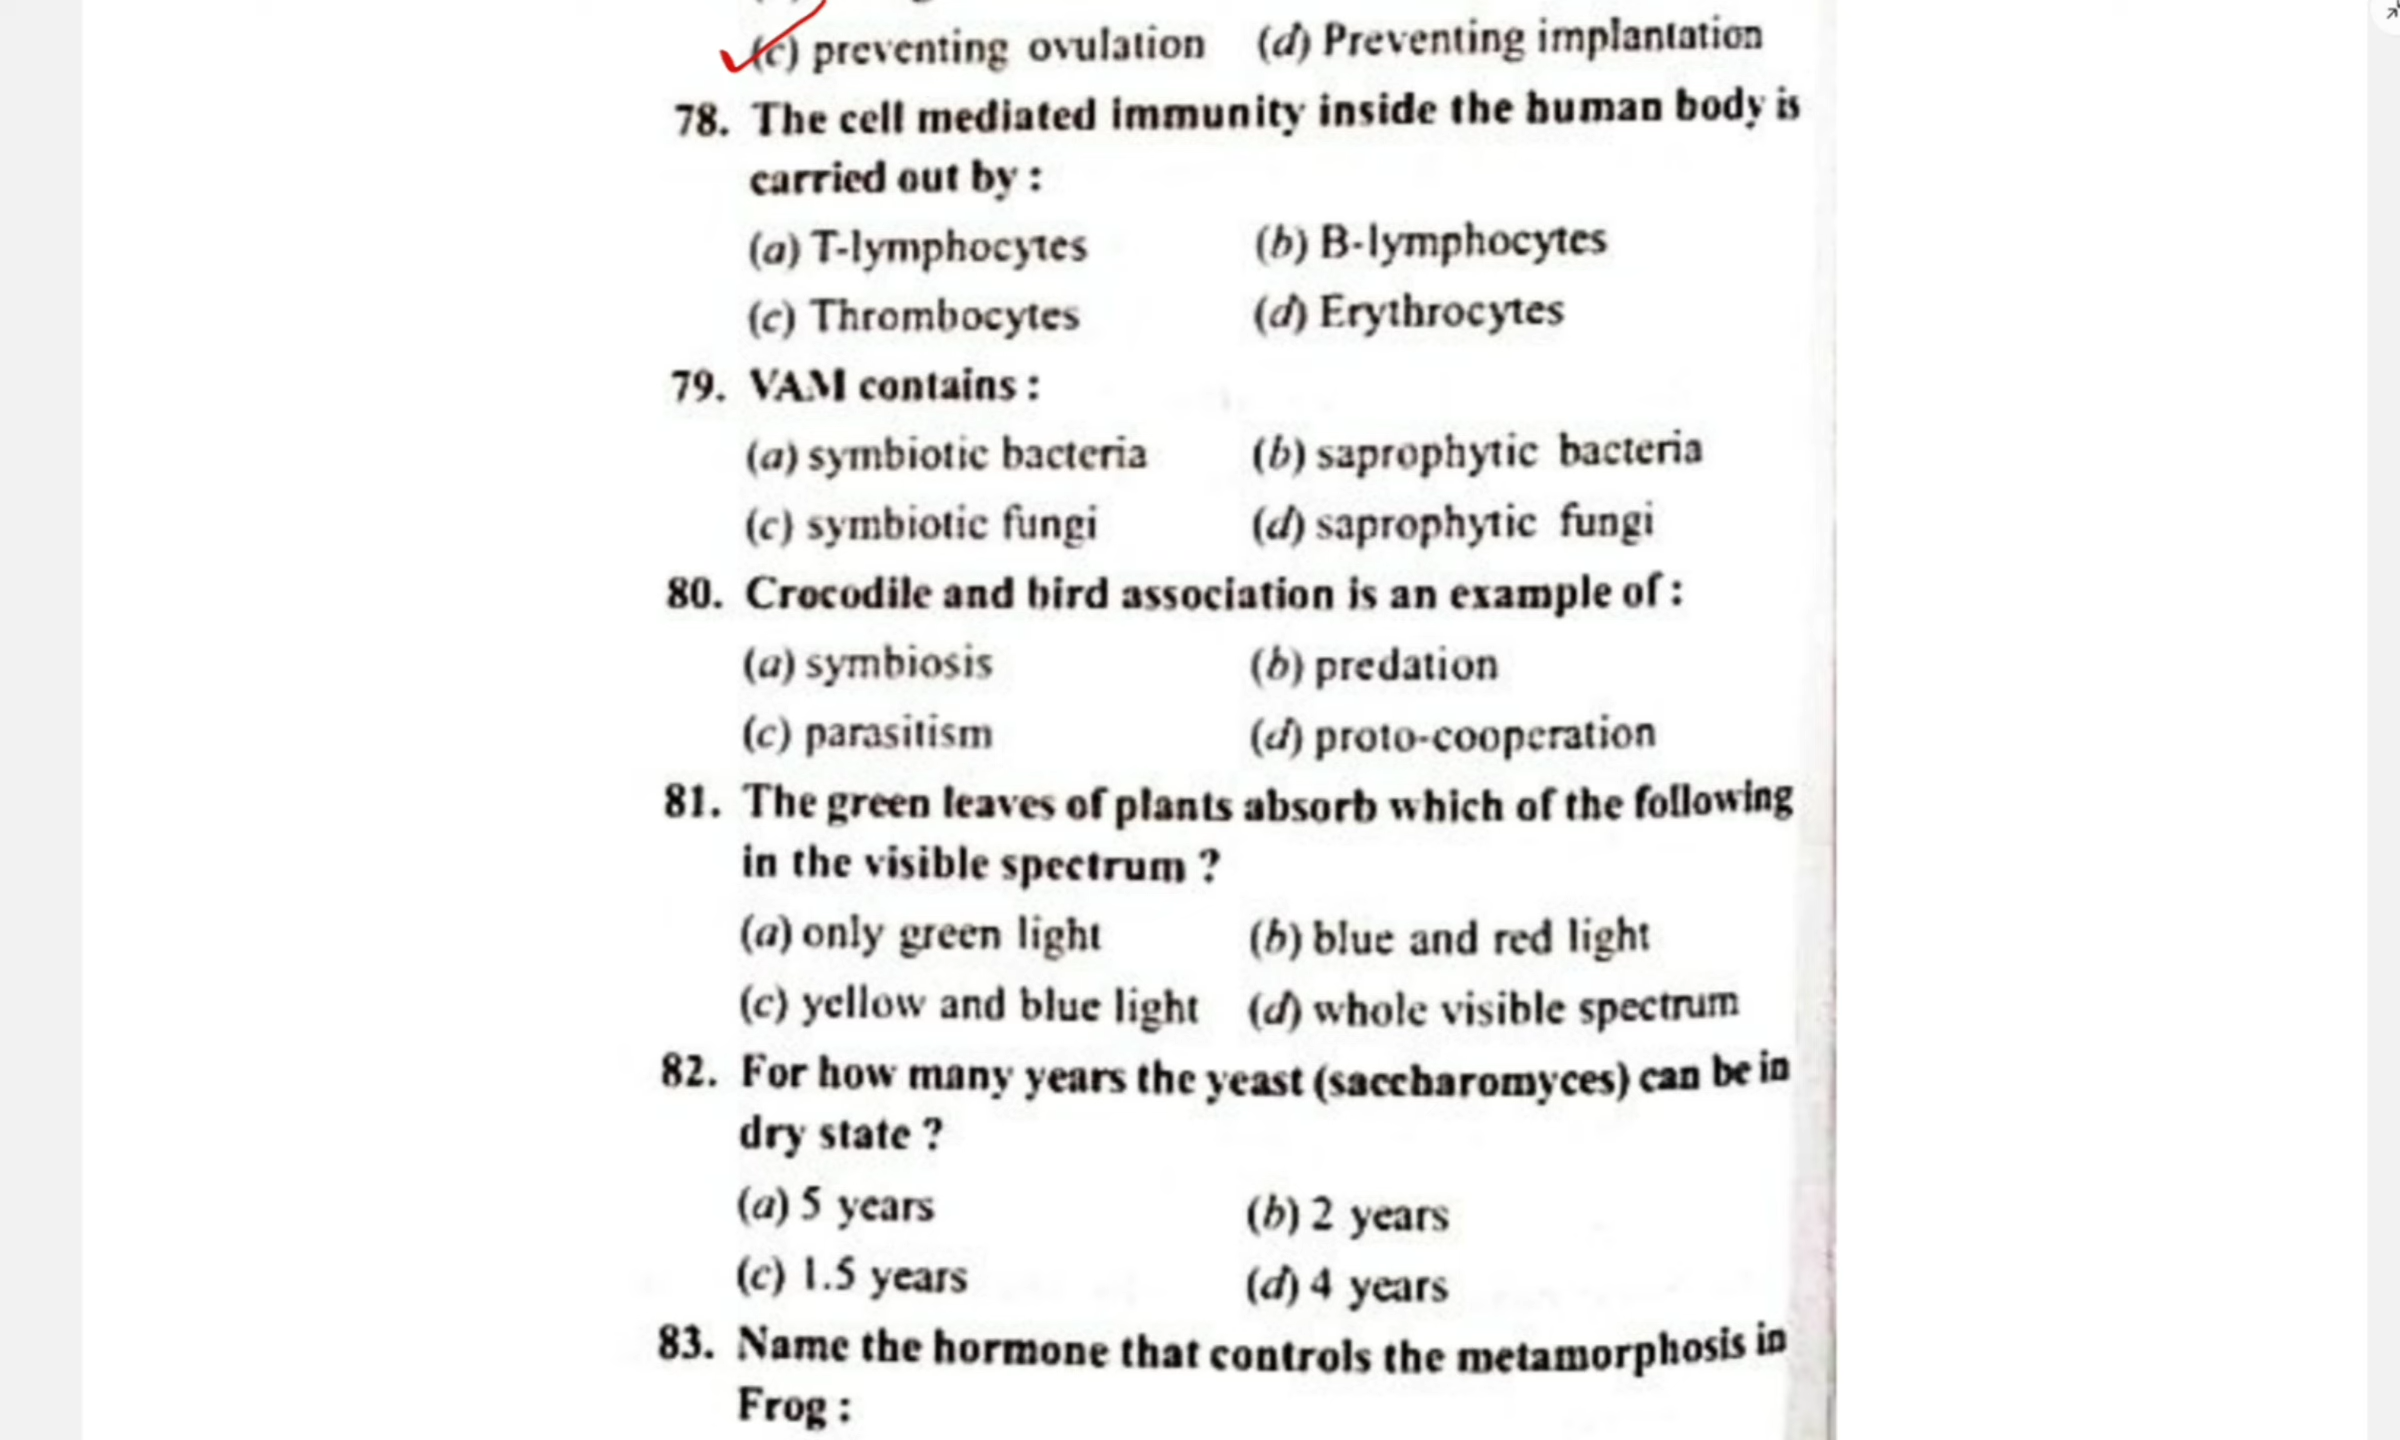 (c) preventing ovulation (d) Preventing implantation
78. The cell mediated immunity inside the human body is
carried out by :
(a) T-lymphocytes (b) B-lymphocytes
(c) Thrombocytes (d) Erythrocytes
79. VAM contains :
(a) symbiotic bacteria (b) saprophytic bacteria
(c) symbiotic fungi (d) saprophytic fungi
80. Crocodile and bird association is an example of :
(a) symbiosis (b) predation
(c) parasitism (d) proto-cooperation
81. The green leaves of plants absorb which of the following
in the visible spectrum ?
(a) only green light (b) blue and red light
(c) yellow and blue light (d) whole visible spectrum
82. For how many years the yeast (saccharomyces) can be in
dry state ?
(a) 5 years (b) 2 years
(c) 1.5 years (d) 4 years
83. Name the hormone that controls the metamorphosis in
Frog :